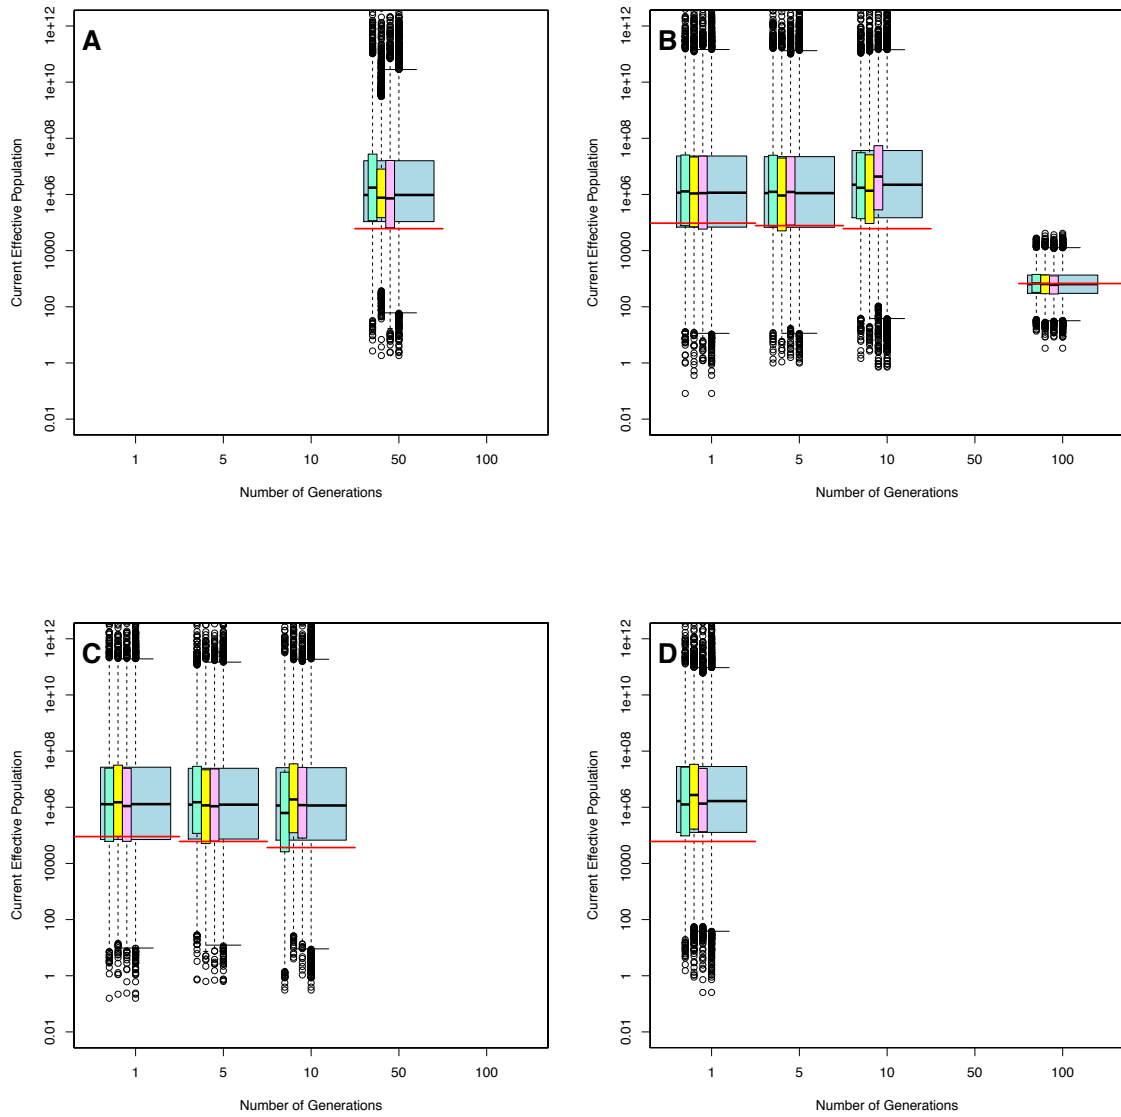 A
Current Effective Population
1e+12
1e+10
1e+08
1e+06
10000
100
1
0.01
1 5 10 50 100
Number of Generations
B
Current Effective Population
1e+12
1e+10
1e+08
1e+06
10000
100
1
0.01
1 5 10 50 100
Number of Generations
C
Current Effective Population
1e+12
1e+10
1e+08
1e+06
10000
100
1
0.01
1 5 10 50 100
Number of Generations
D
Current Effective Population
1e+12
1e+10
1e+08
1e+06
10000
100
1
0.01
1 5 10 50 100
Number of Generations